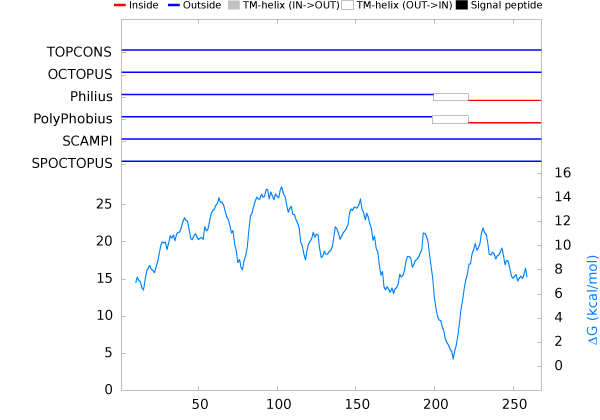 Inside Outside TM-helix (IN->OUT) TM-helix (OUT->IN) Signal peptide
TOPCONS
OCTOPUS
Philius
PolyPhobius
SCAMPI
SPOCTOPUS
16
14
12
10
8
6
4
2
0
ΔG (kcal/mol)
25
20
15
10
5
0
50 100 150 200 250